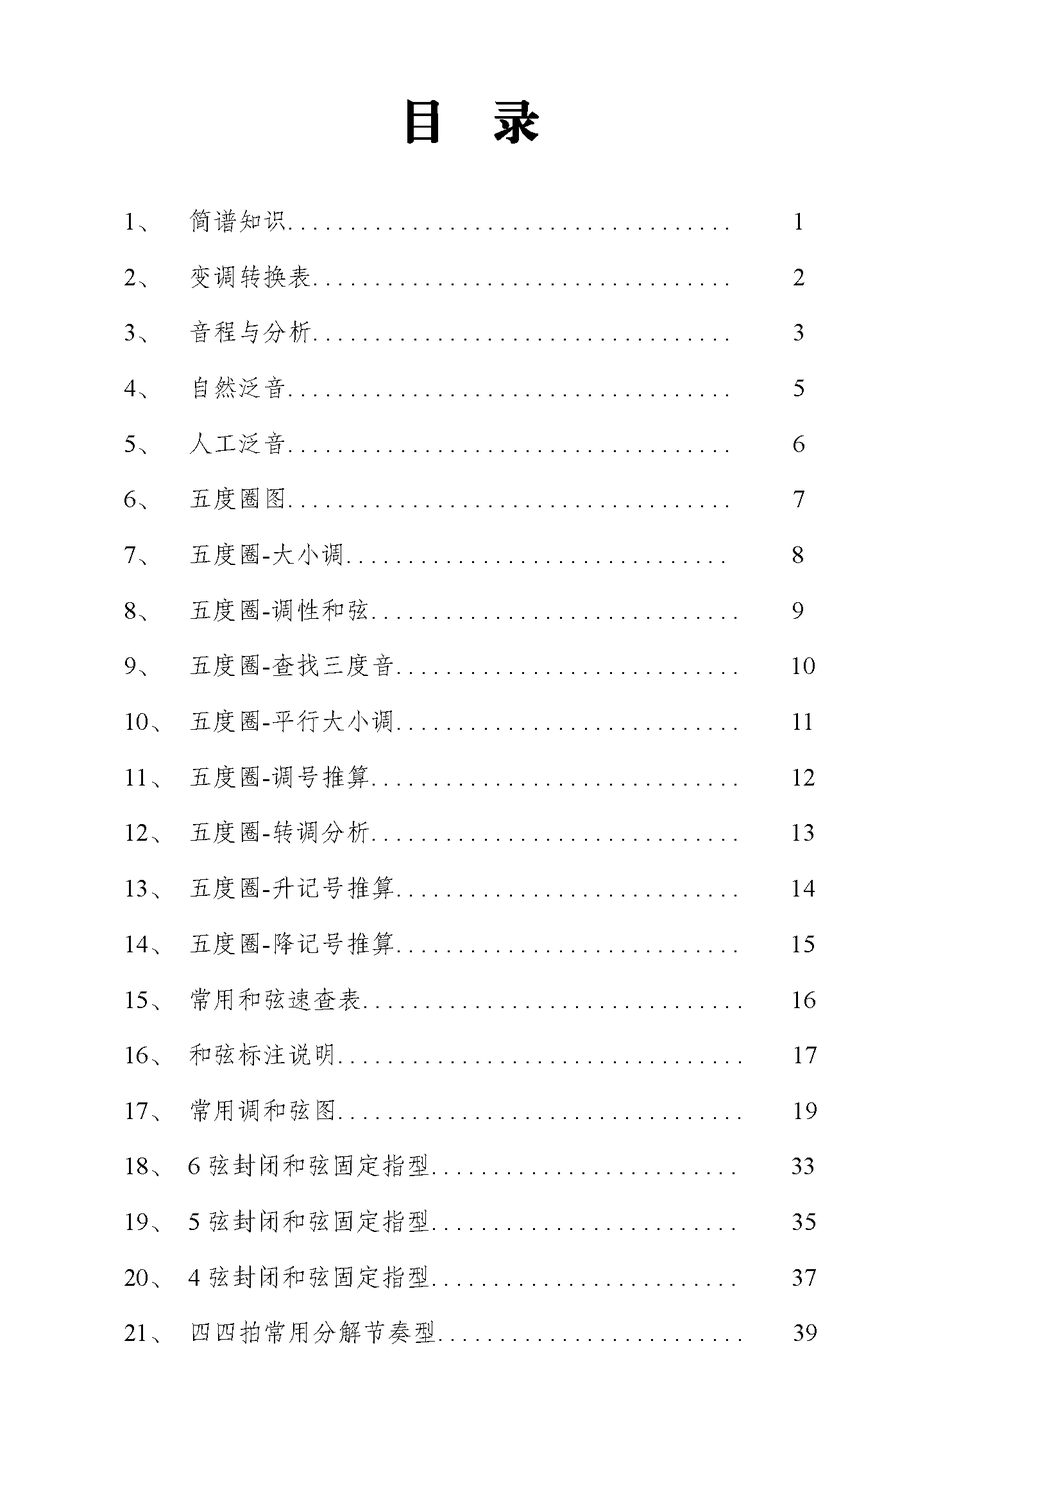 目 录
1、 简谱知识.................................... 1
2、 变调转换表.................................. 2
3、 音程与分析.................................. 3
4、 自然泛音.................................... 5
5、 人工泛音.................................... 6
6、 五度圈图.................................... 7
7、 五度圈-大小调............................... 8
8、 五度圈-调性和弦.............................. 9
9、 五度圈-查找三度音............................ 10
10、 五度圈-平行大小调............................ 11
11、 五度圈-调号推算.............................. 12
12、 五度圈-转调分析.............................. 13
13、 五度圈-升记号推算............................ 14
14、 五度圈-降记号推算............................ 15
15、 常用和弦速查表............................... 16
16、 和弦标注说明................................. 17
17、 常用调和弦图................................. 19
18、 6弦封闭和弦固定指型......................... 33
19、 5弦封闭和弦固定指型......................... 35
20、 4弦封闭和弦固定指型......................... 37
21、 四四拍常用分解节奏型......................... 39